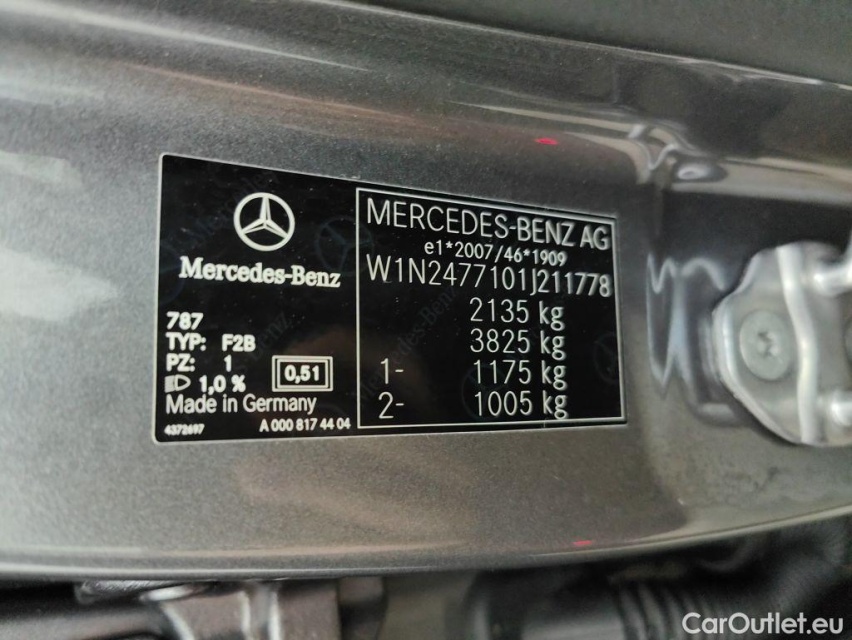 Mercedes-Benz
787
TYP: F2B
PZ: 1
1,0 %
0,51
Made in Germany
4372697
A 000 817 44 04
MERCEDES-BENZ AG
e1*2007/46*1909
W1N2477101J211778
2135 kg
3825 kg
1- 1175 kg
2- 1005 kg
CarOutlet.eu